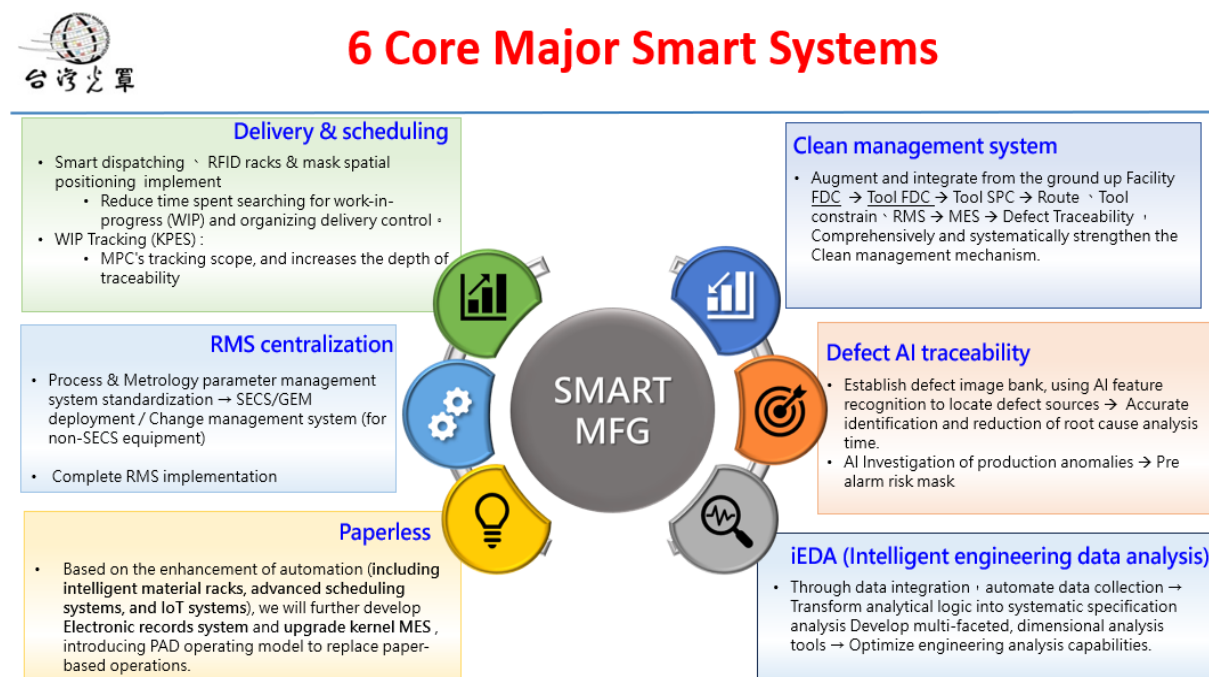 台灣光罩
6 Core Major Smart Systems
Delivery & scheduling
• Smart dispatching 、 RFID racks & mask spatial
positioning implement
• Reduce time spent searching for work-in-
progress (WIP) and organizing delivery control。
• WIP Tracking (KPES) :
• MPC's tracking scope, and increases the depth of
traceability
RMS centralization
• Process & Metrology parameter management
system standardization → SECS/GEM
deployment / Change management system (for
non-SECS equipment)
• Complete RMS implementation
Paperless
• Based on the enhancement of automation (including
intelligent material racks, advanced scheduling
systems, and IoT systems), we will further develop
Electronic records system and upgrade kernel MES ,
introducing PAD operating model to replace paper-
based operations.
SMART
MFG
Clean management system
• Augment and integrate from the ground up Facility
FDC → Tool FDC → Tool SPC → Route 、Tool
constrain、RMS → MES → Defect Traceability ，
Comprehensively and systematically strengthen the
Clean management mechanism.
Defect AI traceability
• Establish defect image bank, using AI feature
recognition to locate defect sources → Accurate
identification and reduction of root cause analysis
time.
• AI Investigation of production anomalies → Pre
alarm risk mask
iEDA (Intelligent engineering data analysis)
• Through data integration，automate data collection →
Transform analytical logic into systematic specification
analysis Develop multi-faceted, dimensional analysis
tools → Optimize engineering analysis capabilities.